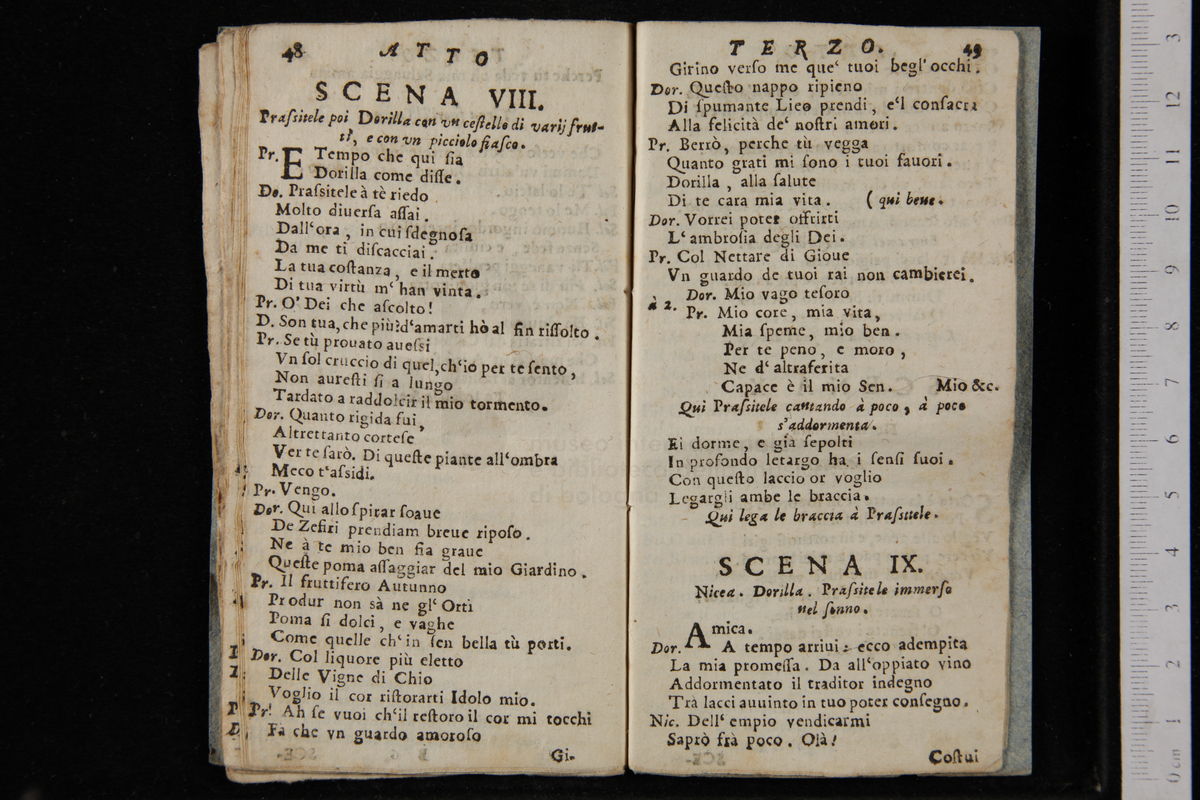 48 ATTO
SCENA VIII.
Praſsitele poi Dorilla con vn ceſtello di varij frut-
ti, e con vn picciolo fiaſco.
Pr. E Tempo che qui ſia
Dorilla come diſſe.
Do. Praſsitele à tè riedo
Molto diuerſa aſſai.
Dall'ora, in cui ſdegnoſa
Da me ti diſcacciai.
La tua coſtanza, e il merto
Di tua virtù m'han vinta.
Pr. O' Dei che aſcolto!
D. Son tua, che più? d'amarti hò al fin riſſolto.
Pr. Se tù prouato aueſsi
Vn ſol cruccio di quel, ch'io per te ſento,
Non aureſti ſi a lungo
Tardato a raddolcir il mio tormento.
Dor. Quanto rigida fui,
Altrettanto corteſe
Ver te ſarò. Di queſte piante all'ombra
Meco t'aſsidi.
Pr. Vengo.
Dor. Qui allo ſpirar ſoaue
De Zefiri prendiam breue ripoſo.
Ne à te mio ben ſia graue
Queſte poma aſſaggiar del mio Giardino.
Pr. Il fruttifero Autunno
Produr non sà ne gl' Orti
Poma ſi dolci, e vaghe
Come quelle ch'in ſen bella tù porti.
Dor. Col liquore più eletto
Delle Vigne di Chio
Voglio il cor riſtorarti Idolo mio.
Pr. Ah ſe vuoi ch'il reſtoro il cor mi tocchi
Fà che vn guardo amoroſo
Gi-
TERZO. 49
Girino verſo me que' tuoi begl'occhi.
Dor. Queſto nappo ripieno
Di ſpumante Lieo prendi, e'l conſacra
Alla felicità de' noſtri amori.
Pr. Berrò, perche tù vegga
Quanto grati mi ſono i tuoi fauori.
Dorilla, alla ſalute
Di te cara mia vita. ( qui beue.
Dor. Vorrei poter offrirti
L' ambroſia degli Dei.
Pr. Col Nettare di Gioue
Vn guardo de tuoi rai non cambierei.
Dor. Mio vago teſoro
à 2. Pr. Mio core, mia vita,
Mia ſpeme, mio ben.
Per te peno, e moro,
Ne d' altra ferita
Capace è il mio Sen. Mio &c.
Qui Praſsitele cantando à poco, à poco
s'addormenta.
Ei dorme, e già ſepolti
In profondo letargo ha i ſenſi ſuoi.
Con queſto laccio or voglio
Legargli ambe le braccia.
Qui lega le braccia à Praſsitele.
SCENA IX.
Nicea. Dorilla. Praſsitele immerſo
nel ſonno.
Amica.
Dor. A tempo arriui: ecco adempita
La mia promeſſa. Da all'oppiato vino
Addormentato il traditor indegno
Trà lacci auuinto in tuo poter conſegno.
Nic. Dell' empio vendicarmi
Saprò frà poco. Olà!
Coſtui